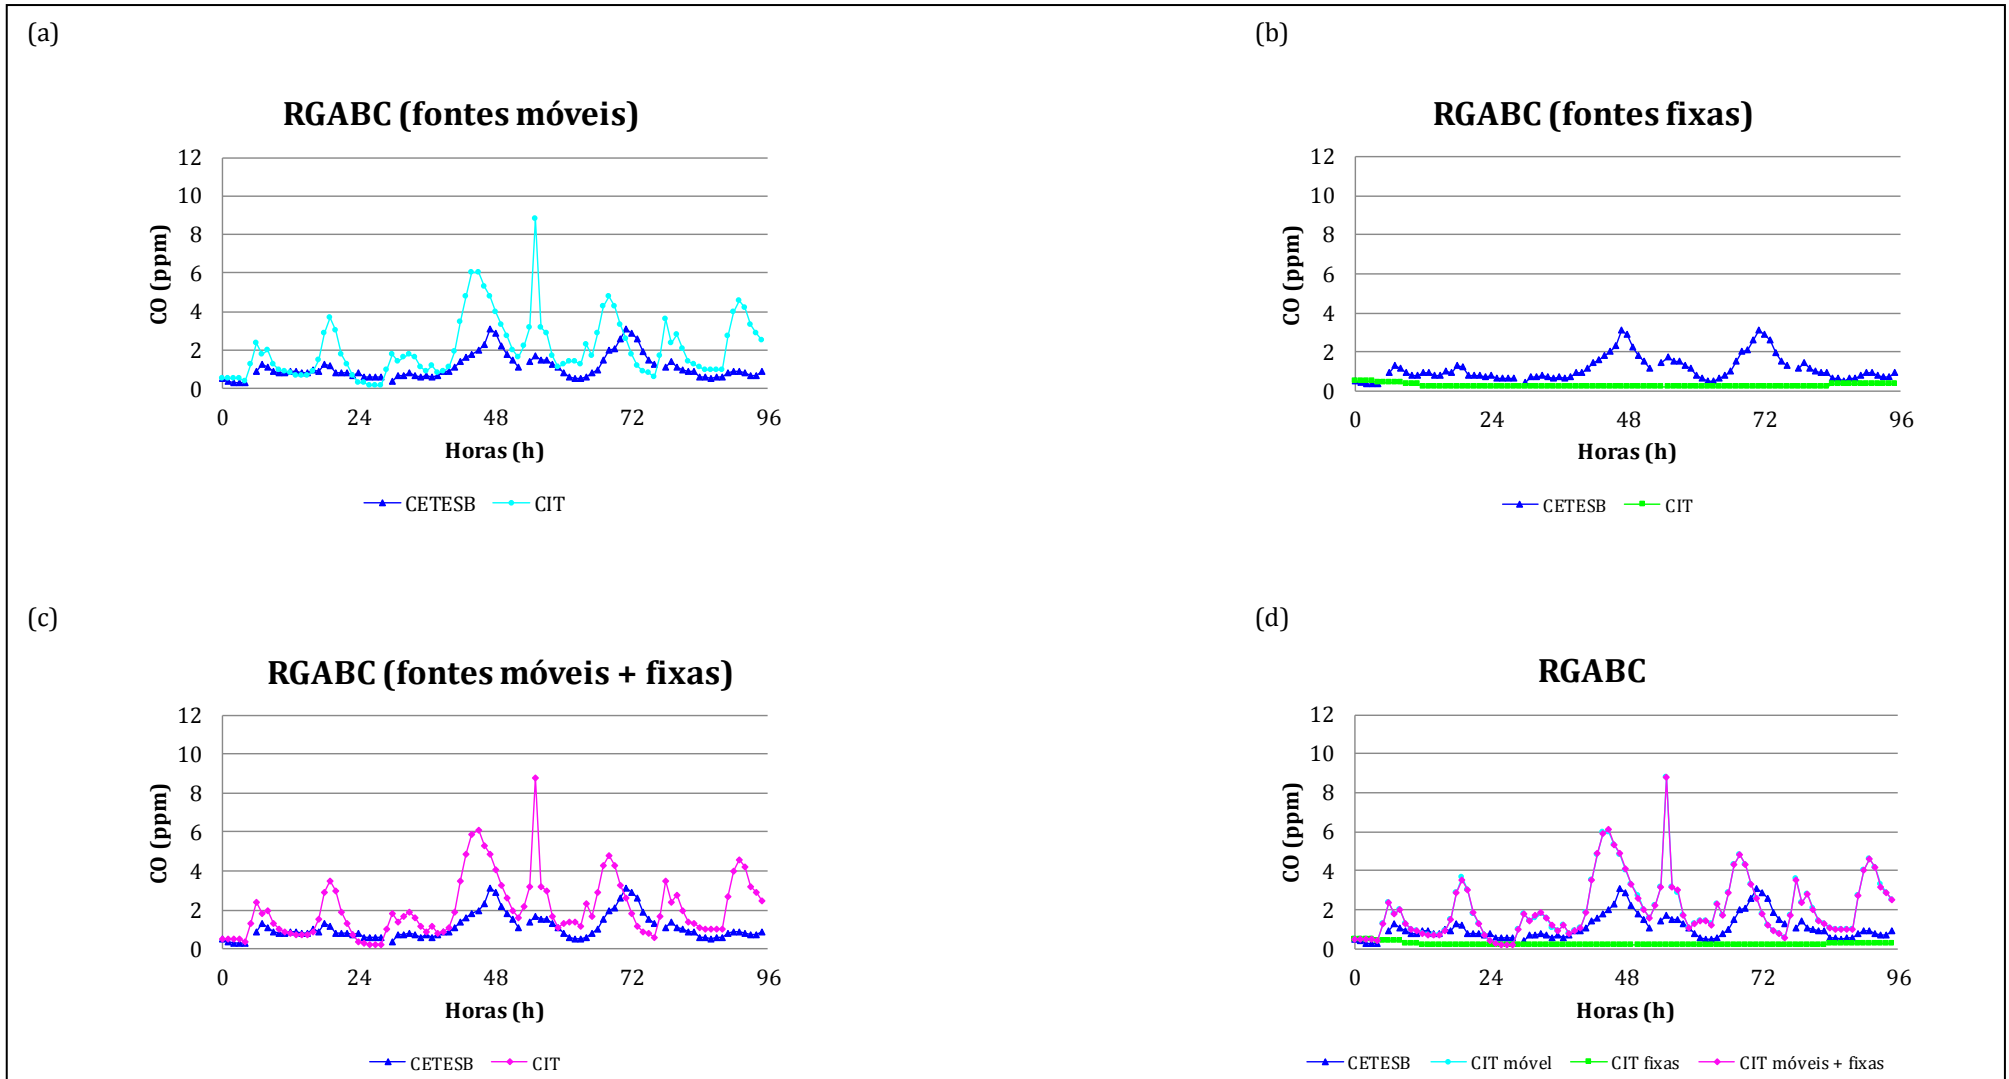 (a)
RGABC (fontes móveis)
12
10
8
6
4
2
0
CO (ppm)
0 24 48 72 96
Horas (h)
CETESB CIT
(b)
RGABC (fontes fixas)
12
10
8
6
4
2
0
CO (ppm)
0 24 48 72 96
Horas (h)
CETESB CIT
(c)
RGABC (fontes móveis + fixas)
12
10
8
6
4
2
0
CO (ppm)
0 24 48 72 96
Horas (h)
CETESB CIT
(d)
RGABC
12
10
8
6
4
2
0
CO (ppm)
0 24 48 72 96
Horas (h)
CETESB CIT móvel CIT fixas CIT móveis + fixas